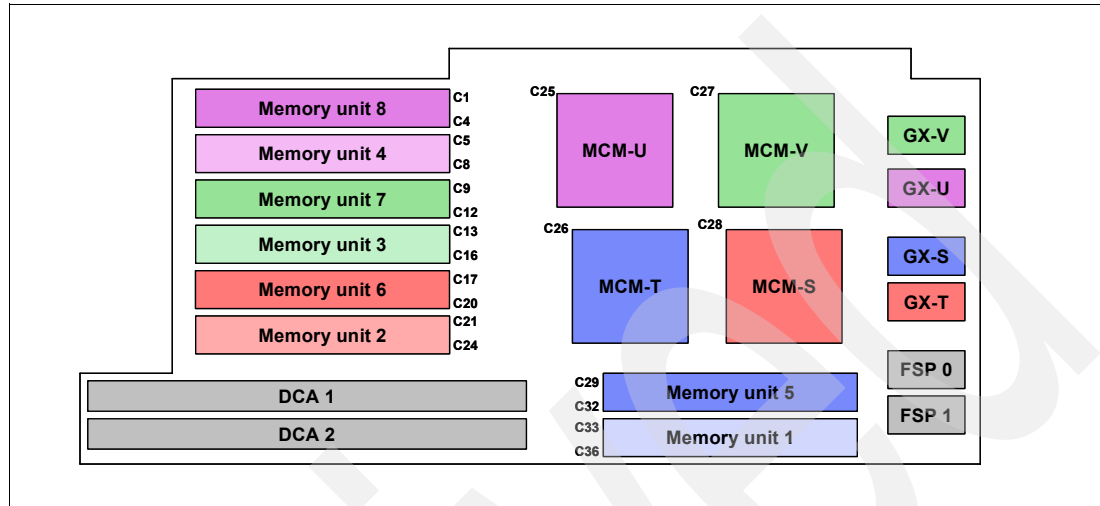 Memory unit 8
C1
C4
Memory unit 4
C5
C8
Memory unit 7
C9
C12
Memory unit 3
C13
C16
Memory unit 6
C17
C20
Memory unit 2
C21
C24
C25
MCM-U
C27
MCM-V
C26
MCM-T
C28
MCM-S
GX-V
GX-U
GX-S
GX-T
FSP 0
FSP 1
DCA 1
DCA 2
C29
C32
Memory unit 5
C33
C36
Memory unit 1